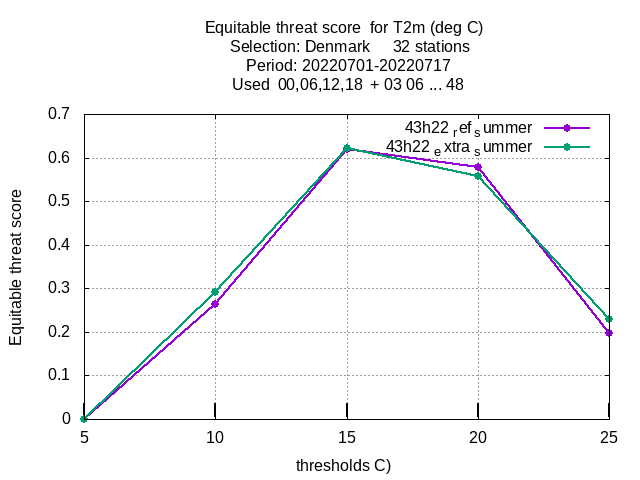 Equitable threat score  for T2m (deg C)
Selection: Denmark     32 stations
Period: 20220701-20220717
Used  00,06,12,18  + 03 06 ... 48
0.7
0.6
0.5
0.4
0.3
0.2
0.1
0
Equitable threat score
43h22 ref summer
43h22 extra summer
5
10
15
20
25
thresholds C)